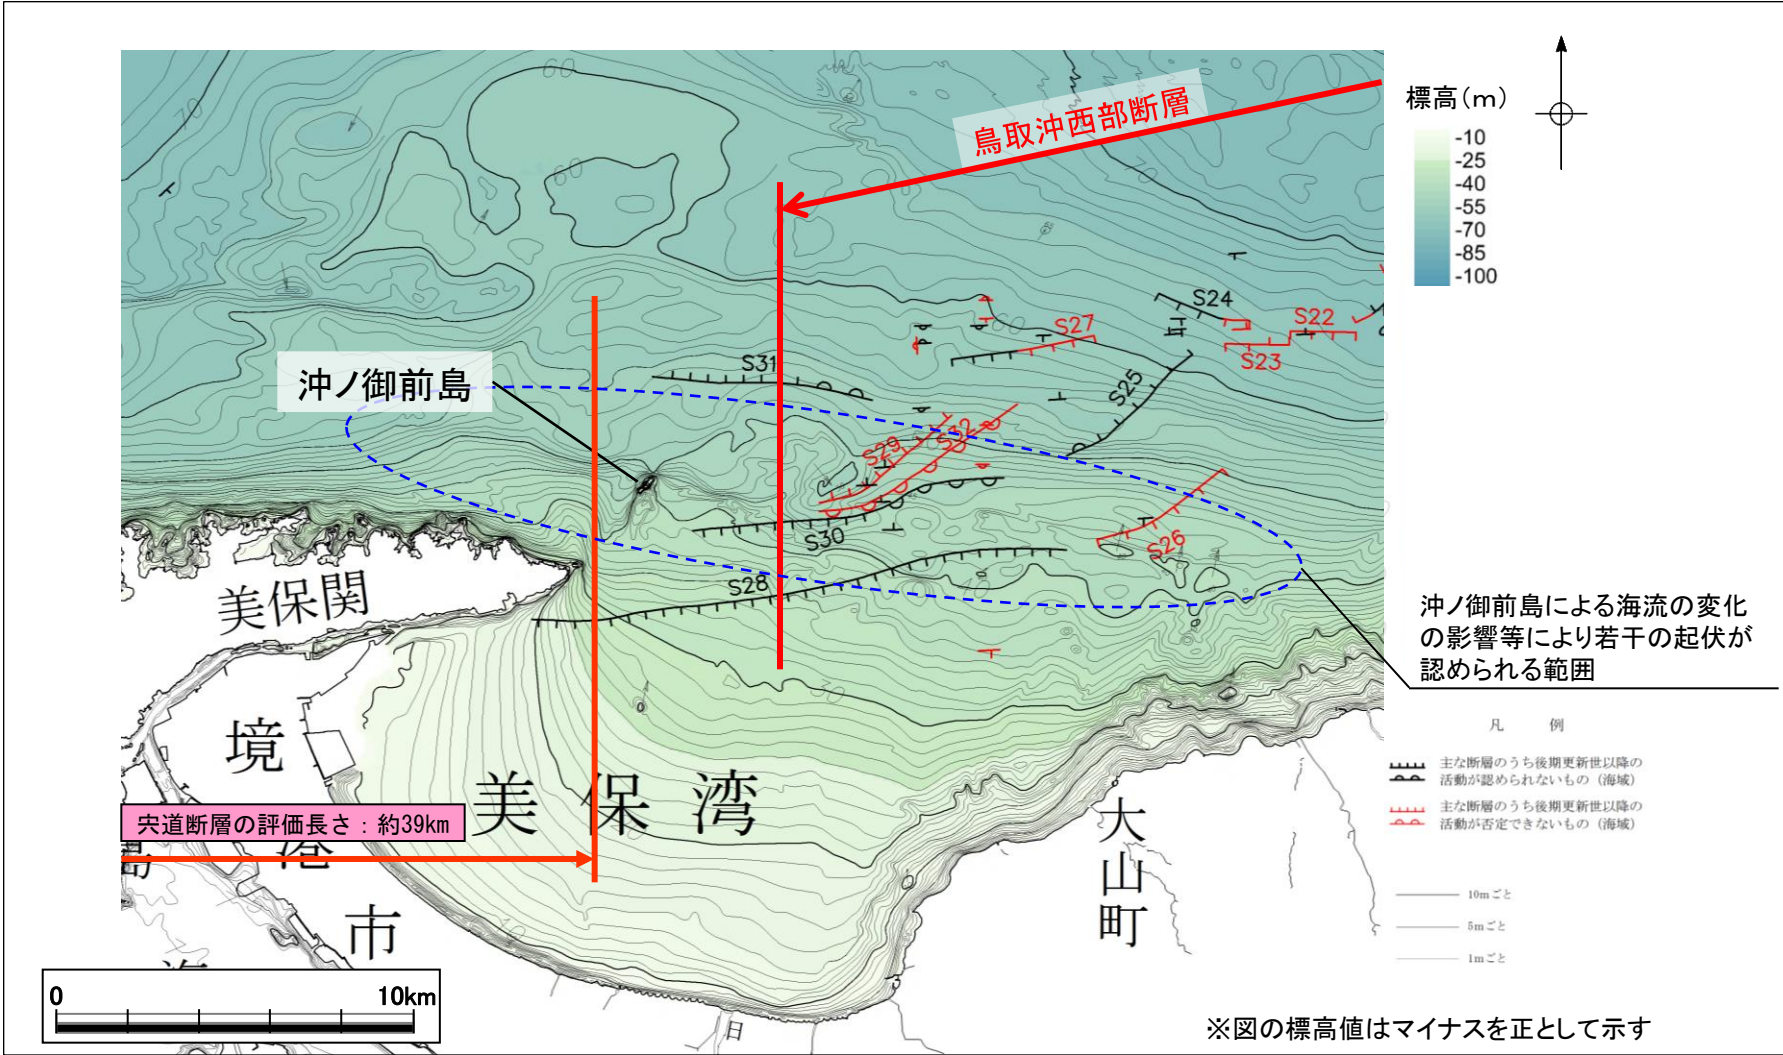 鳥取沖西部断層
標高(m)
-10
-25
-40
-55
-70
-85
-100
60
70
60
70
60
S24
S22
S23
S27
S31
S25
沖ノ御前島
S29
S32
S30
S26
S28
美保関
沖ノ御前島による海流の変化
の影響等により若干の起伏が
認められる範囲
境
港
市
美保湾
大
山
町
宍道断層の評価長さ:約39km
島
日
凡 例
主な断層のうち後期更新世以降の
活動が認められないもの(海域)
主な断層のうち後期更新世以降の
活動が否定できないもの(海域)
10mごと
5mごと
1mごと
0 10km
※図の標高値はマイナスを正として示す